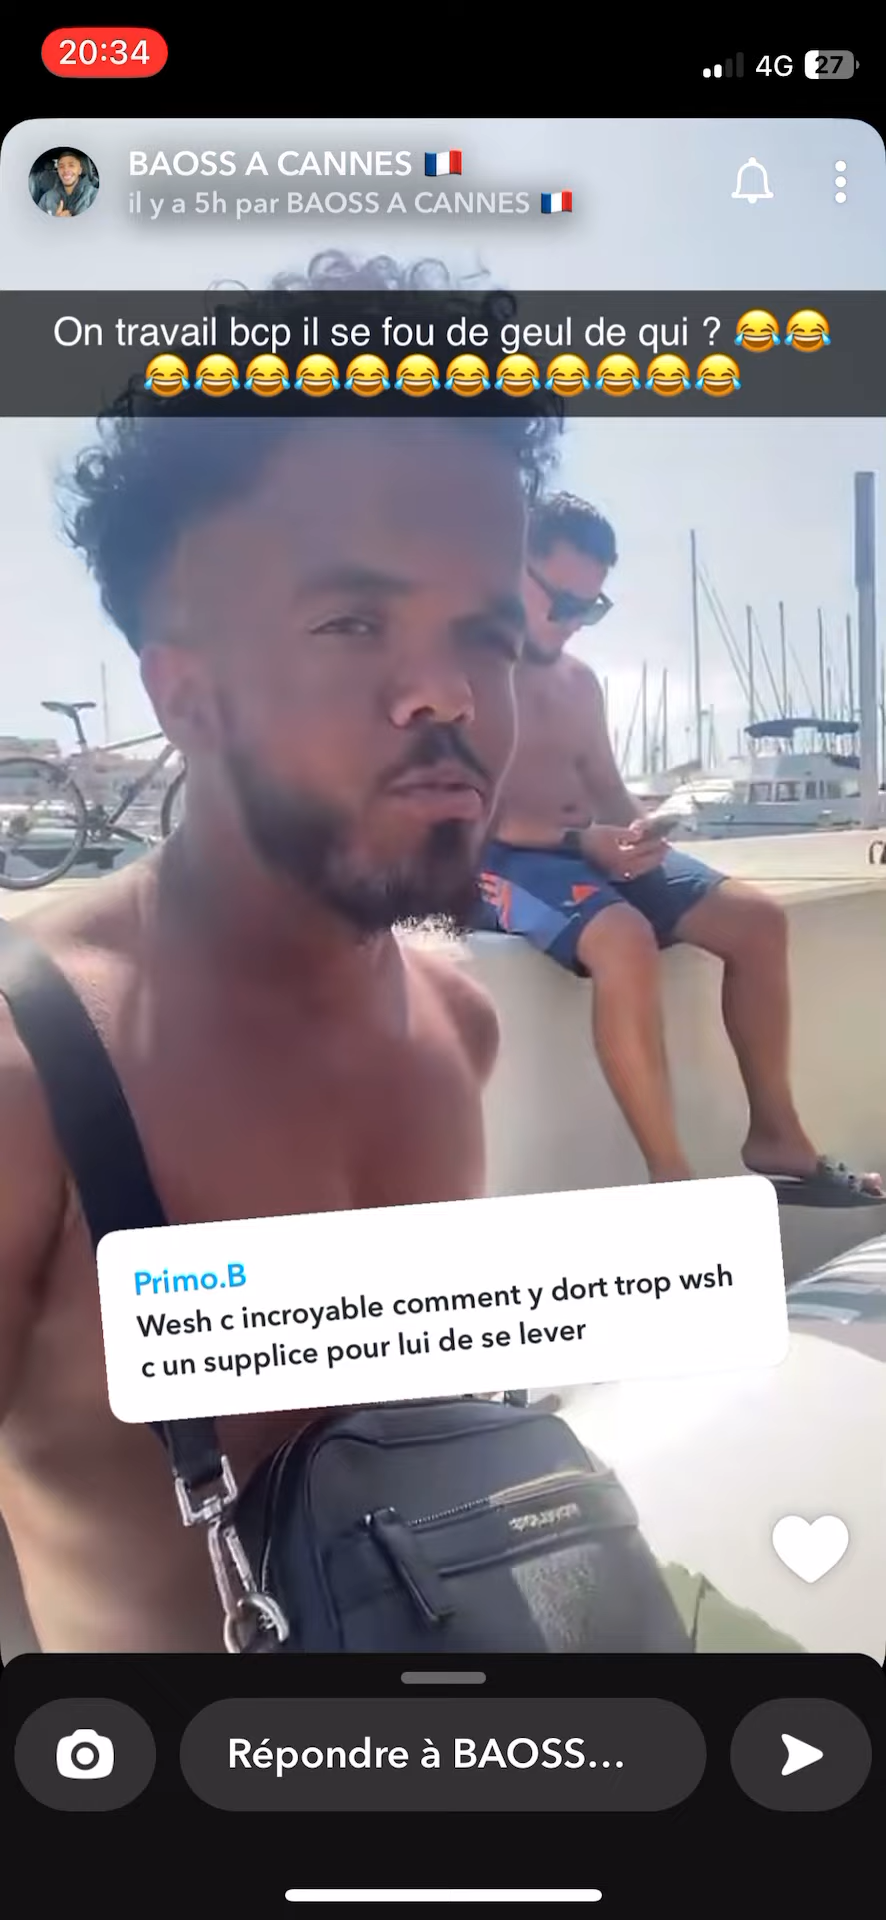 20:34
4G 27
BAOSS A CANNES 🇫🇷
il y a 5h par BAOSS A CANNES 🇫🇷
On travail bcp il se fou de geul de qui ? 😂😂
😂😂😂😂😂😂😂😂😂😂😂😂
Primo.B
Wesh c incroyable comment y dort trop wsh
c un supplice pour lui de se lever
Répondre à BAOSS...